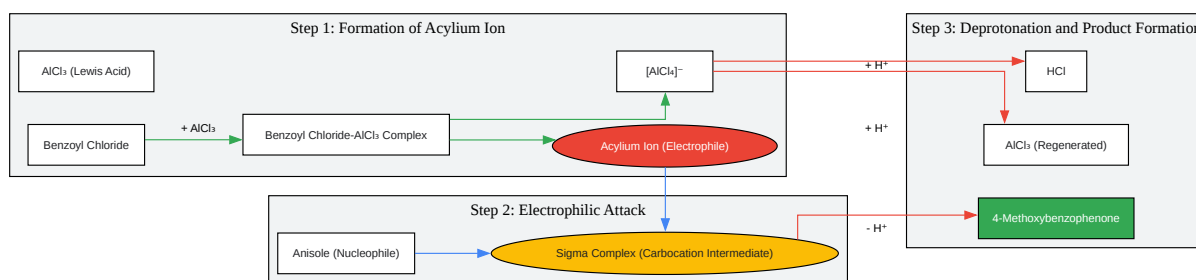 Step 1: Formation of Acylium Ion
AlCl₃ (Lewis Acid)
[AlCl₄]⁻
Benzoyl Chloride
+ AlCl₃
Benzoyl Chloride-AlCl₃ Complex
Acylium Ion (Electrophile)
Step 2: Electrophilic Attack
Anisole (Nucleophile)
Sigma Complex (Carbocation Intermediate)
+ H⁺
+ H⁺
- H⁺
Step 3: Deprotonation and Product Formation
HCl
AlCl₃ (Regenerated)
4-Methoxybenzophenone